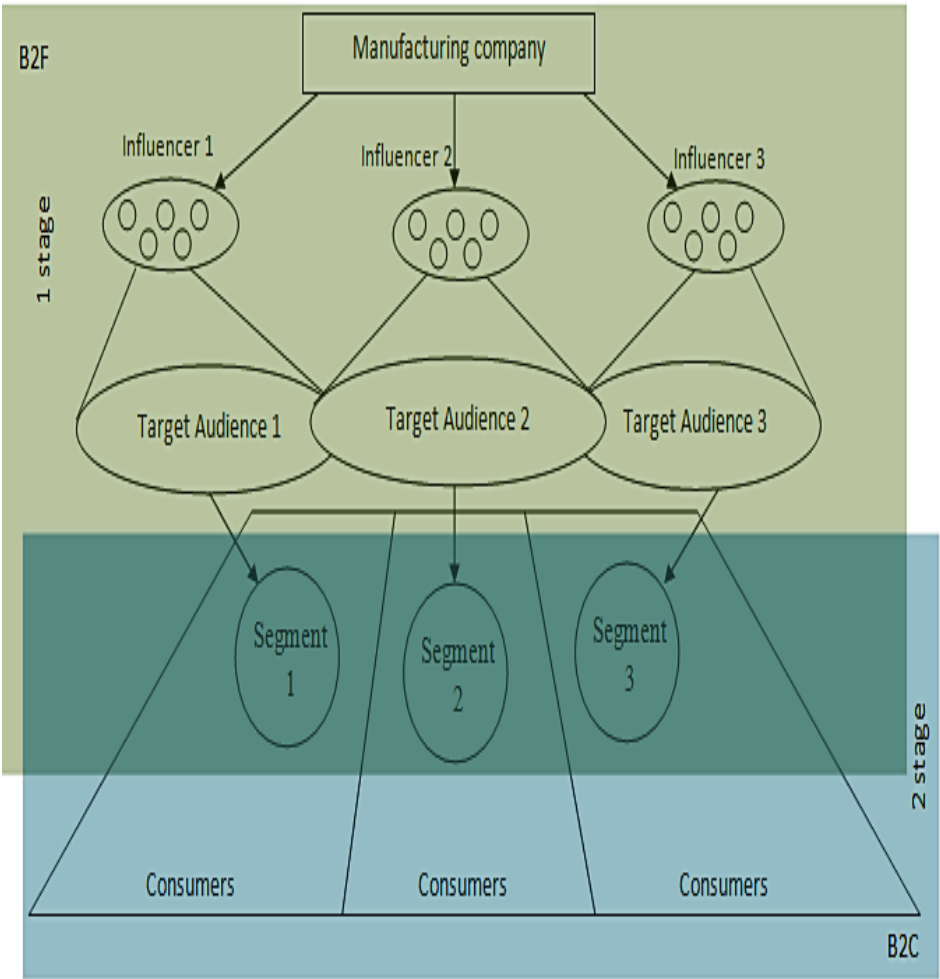 Manufacturing company
B2F
Influencer 1
Influencer 2
Influencer 3
1 stage
Target Audience 1
Target Audience 2
Target Audience 3
Segment
1
Segment
2
Segment
3
2 stage
Consumers
Consumers
Consumers
B2C